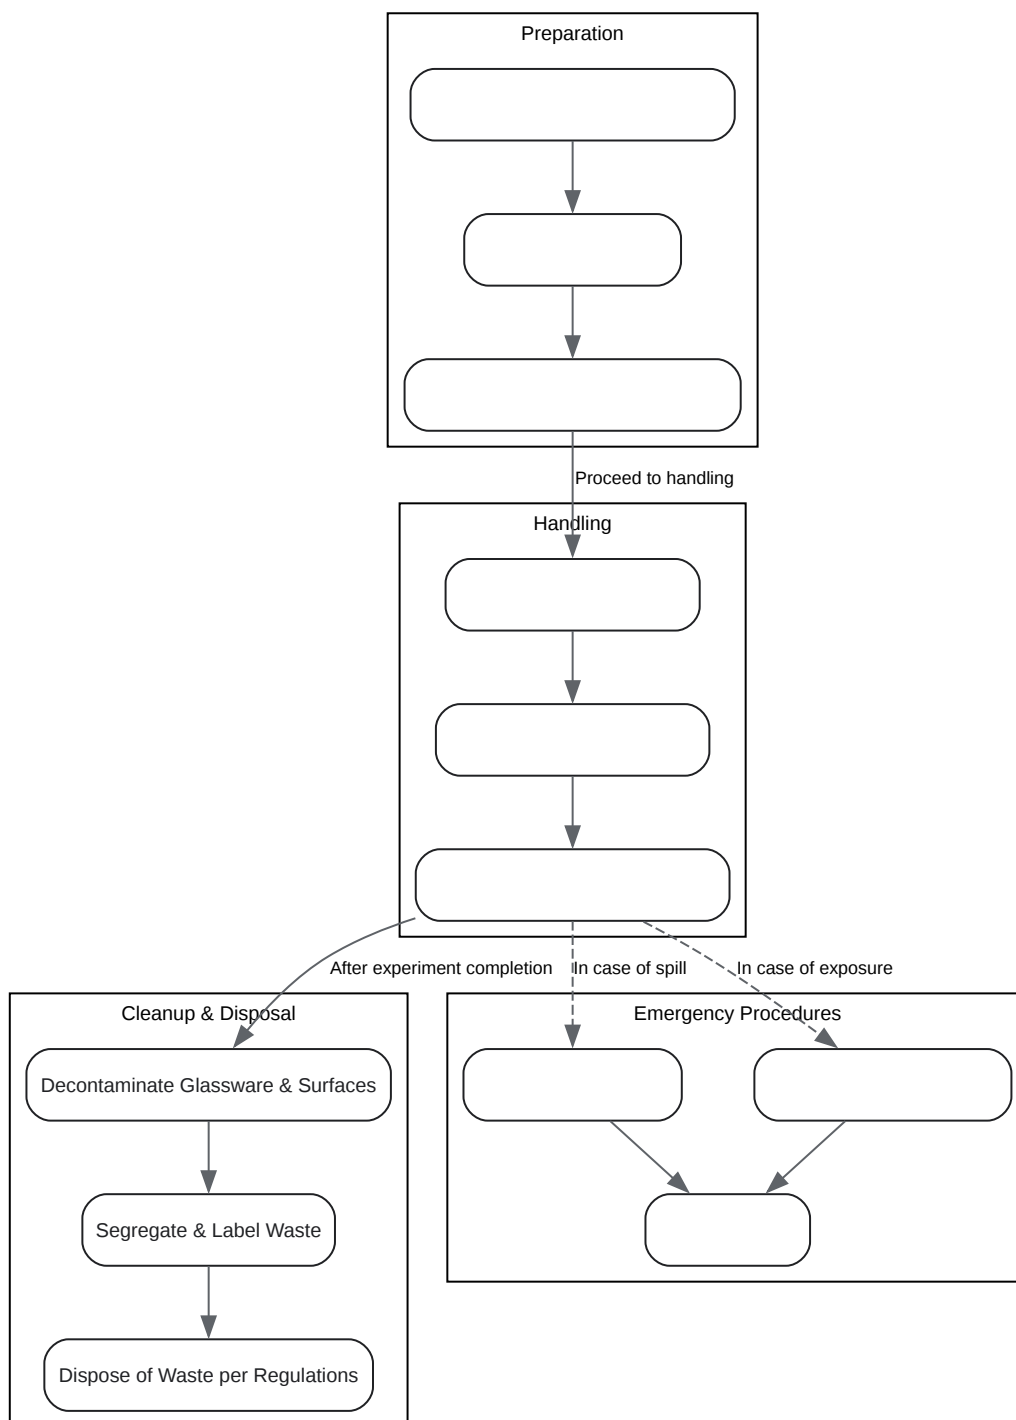 Preparation
Proceed to handling
Handling
After experiment completion
In case of spill
In case of exposure
Cleanup & Disposal
Emergency Procedures
Decontaminate Glassware & Surfaces
Segregate & Label Waste
Dispose of Waste per Regulations